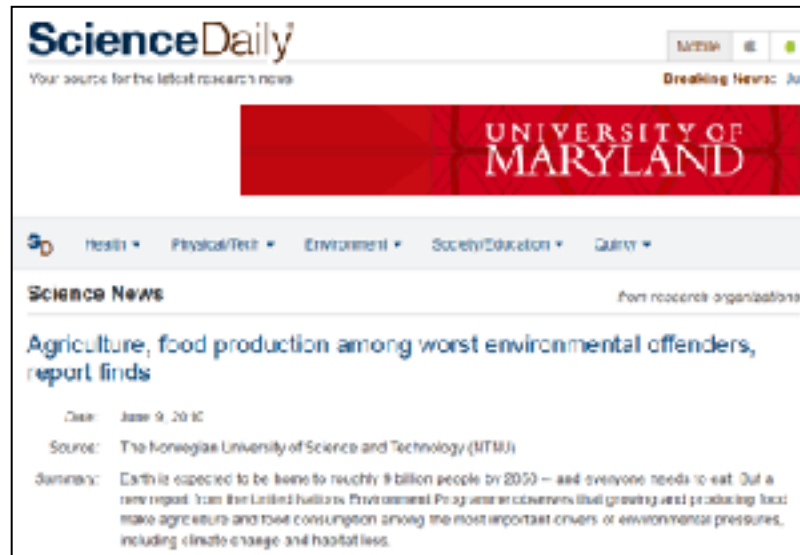 ScienceDaily
Mobile
Your source for the latest research news
Breaking News:
UNIVERSITY OF
MARYLAND
SD Health Physical/Tech Environment Society/Education Quirky
Science News
from research organizations
Agriculture, food production among worst environmental offenders,
report finds
Date: June 9, 2010
Source: The Norwegian University of Science and Technology (NTNU)
Summary: Earth is expected to be home to roughly 9 billion people by 2050 — and everyone needs to eat. But a
new report from the United Nations Environment Programme observes that growing and producing food
make agriculture and food consumption among the most important drivers of environmental pressures,
including climate change and habitat loss.